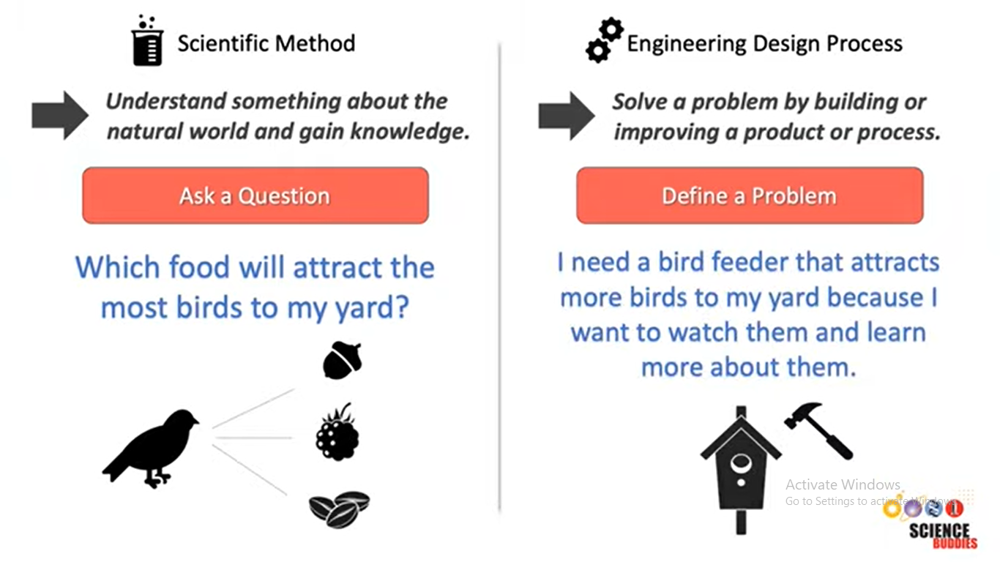 Scientific Method
Understand something about the
natural world and gain knowledge.
Ask a Question
Which food will attract the
most birds to my yard?
Engineering Design Process
Solve a problem by building or
improving a product or process.
Define a Problem
I need a bird feeder that attracts
more birds to my yard because I
want to watch them and learn
more about them.
Activate Windows
Go to Settings to activate Windows.
SCIENCE
BUDDIES